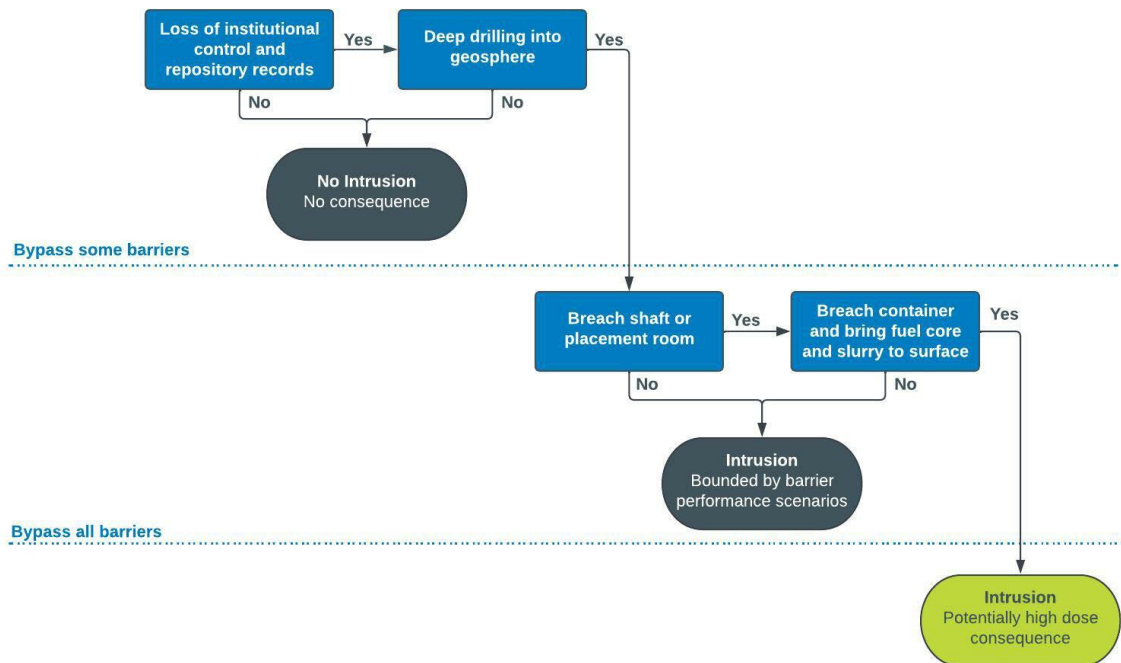 Loss of institutional
control and
repository records
Yes
Deep drilling into
geosphere
Yes
No
No
No Intrusion
No consequence
Bypass some barriers
Breach shaft or
placement room
Yes
Breach container
and bring fuel core
and slurry to surface
Yes
No
No
Intrusion
Bounded by barrier
performance scenarios
Bypass all barriers
Intrusion
Potentially high dose
consequence